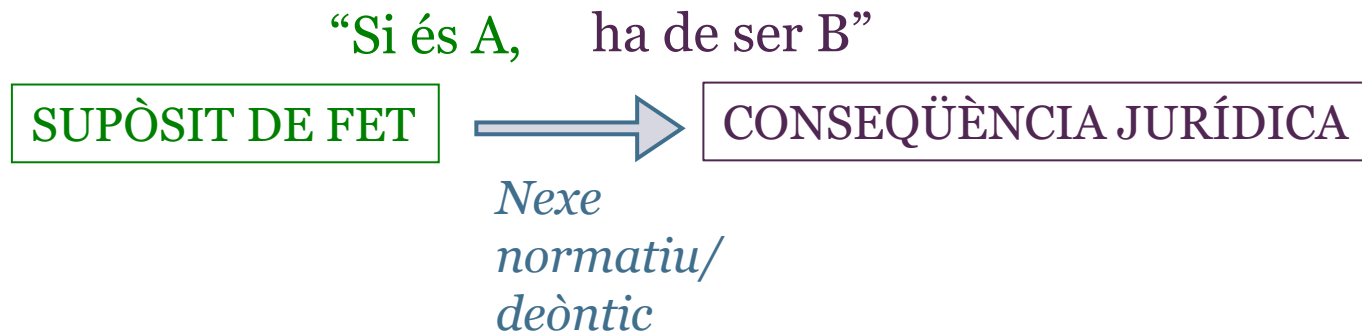 “Si és A, ha de ser B”
SUPÒSIT DE FET
CONSEQÜÈNCIA JURÍDICA
Nexe
normatiu/
deòntic